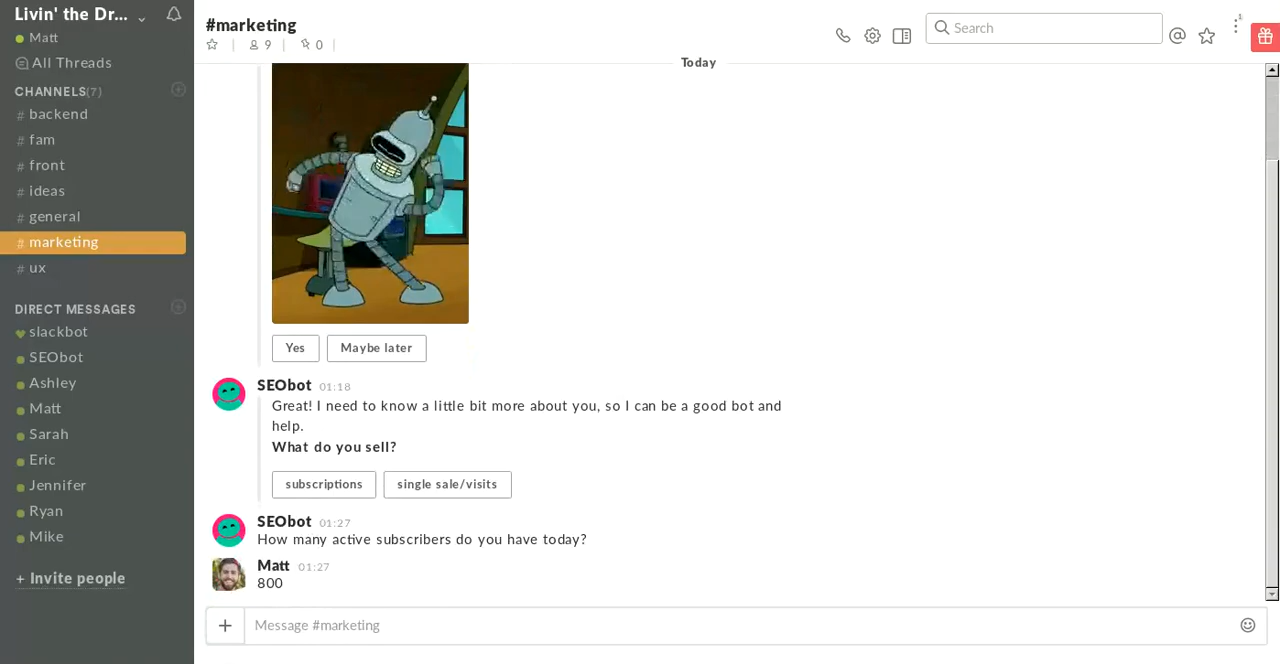 Livin' the Dr...
Matt
All Threads
CHANNELS(7)
# backend
# fam
# front
# ideas
# general
# marketing
# ux
DIRECT MESSAGES
slackbot
SEObot
Ashley
Matt
Sarah
Eric
Jennifer
Ryan
Mike
+ Invite people
#marketing
9
0
Search
Today
Yes
Maybe later
SEObot 01:18
Great! I need to know a little bit more about you, so I can be a good bot and
help.
What do you sell?
subscriptions
single sale/visits
SEObot 01:27
How many active subscribers do you have today?
Matt 01:27
800
Message #marketing